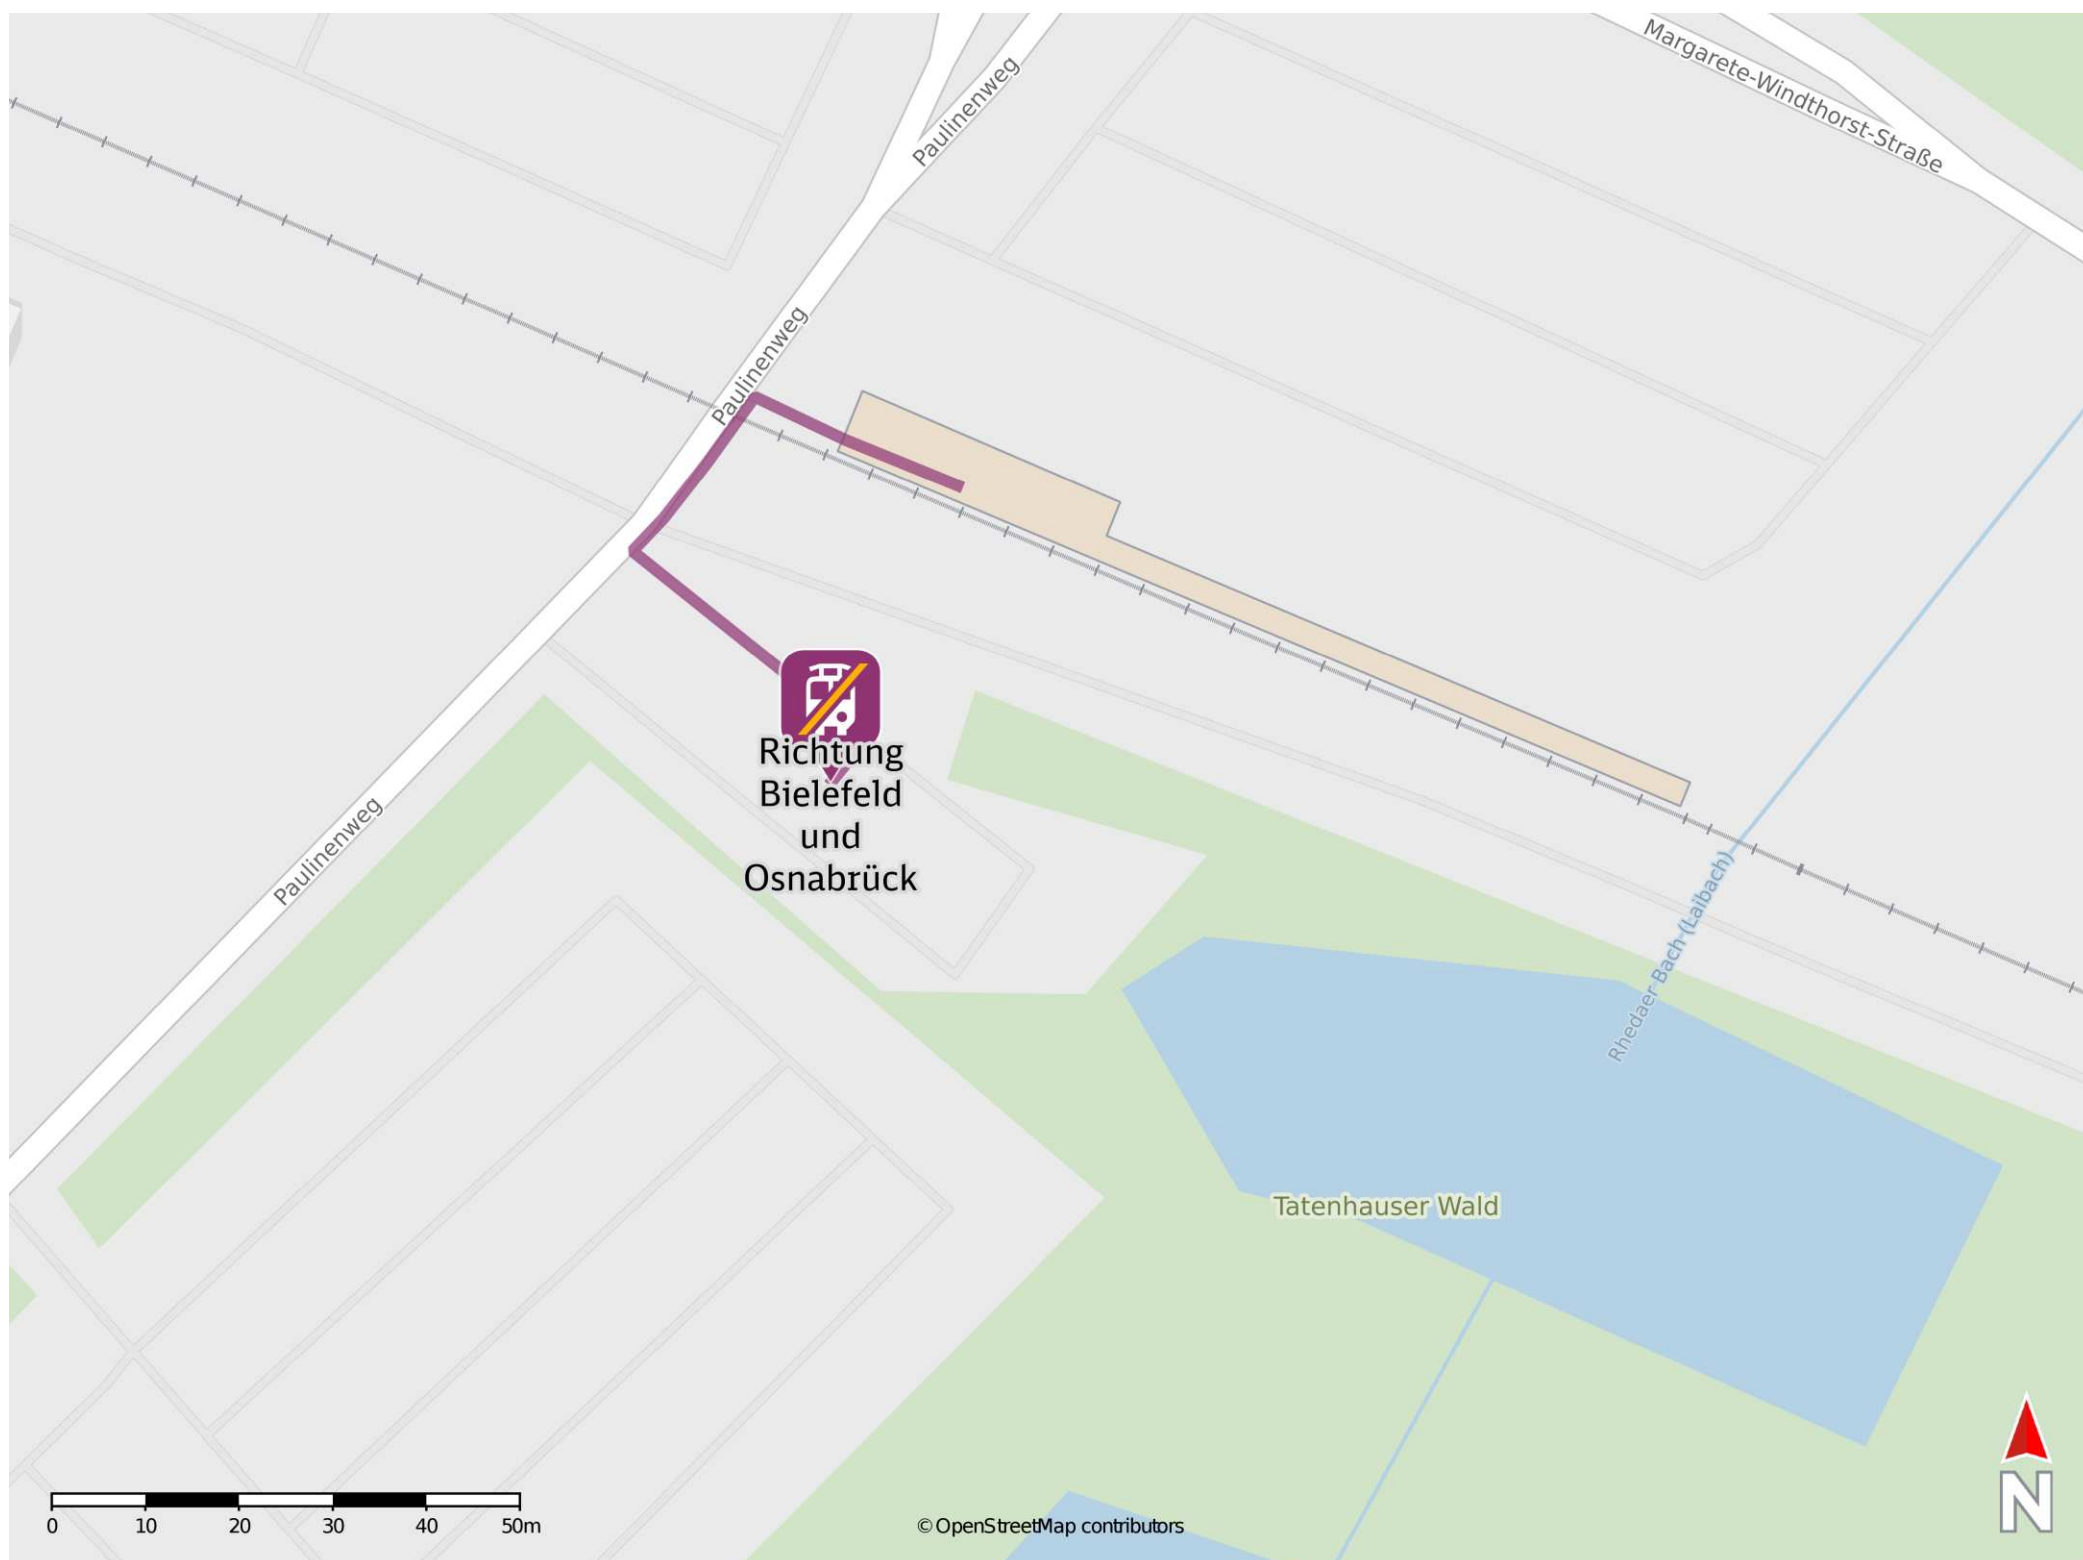 Margarete-Windthorst-Straße
Paulinenweg
Paulinenweg
Richtung
Bielefeld
und
Osnabrück
Paulinenweg
Rhedaer Bach (Laibach)
Tatenhauser Wald
0 10 20 30 40 50m
© OpenStreetMap contributors
N